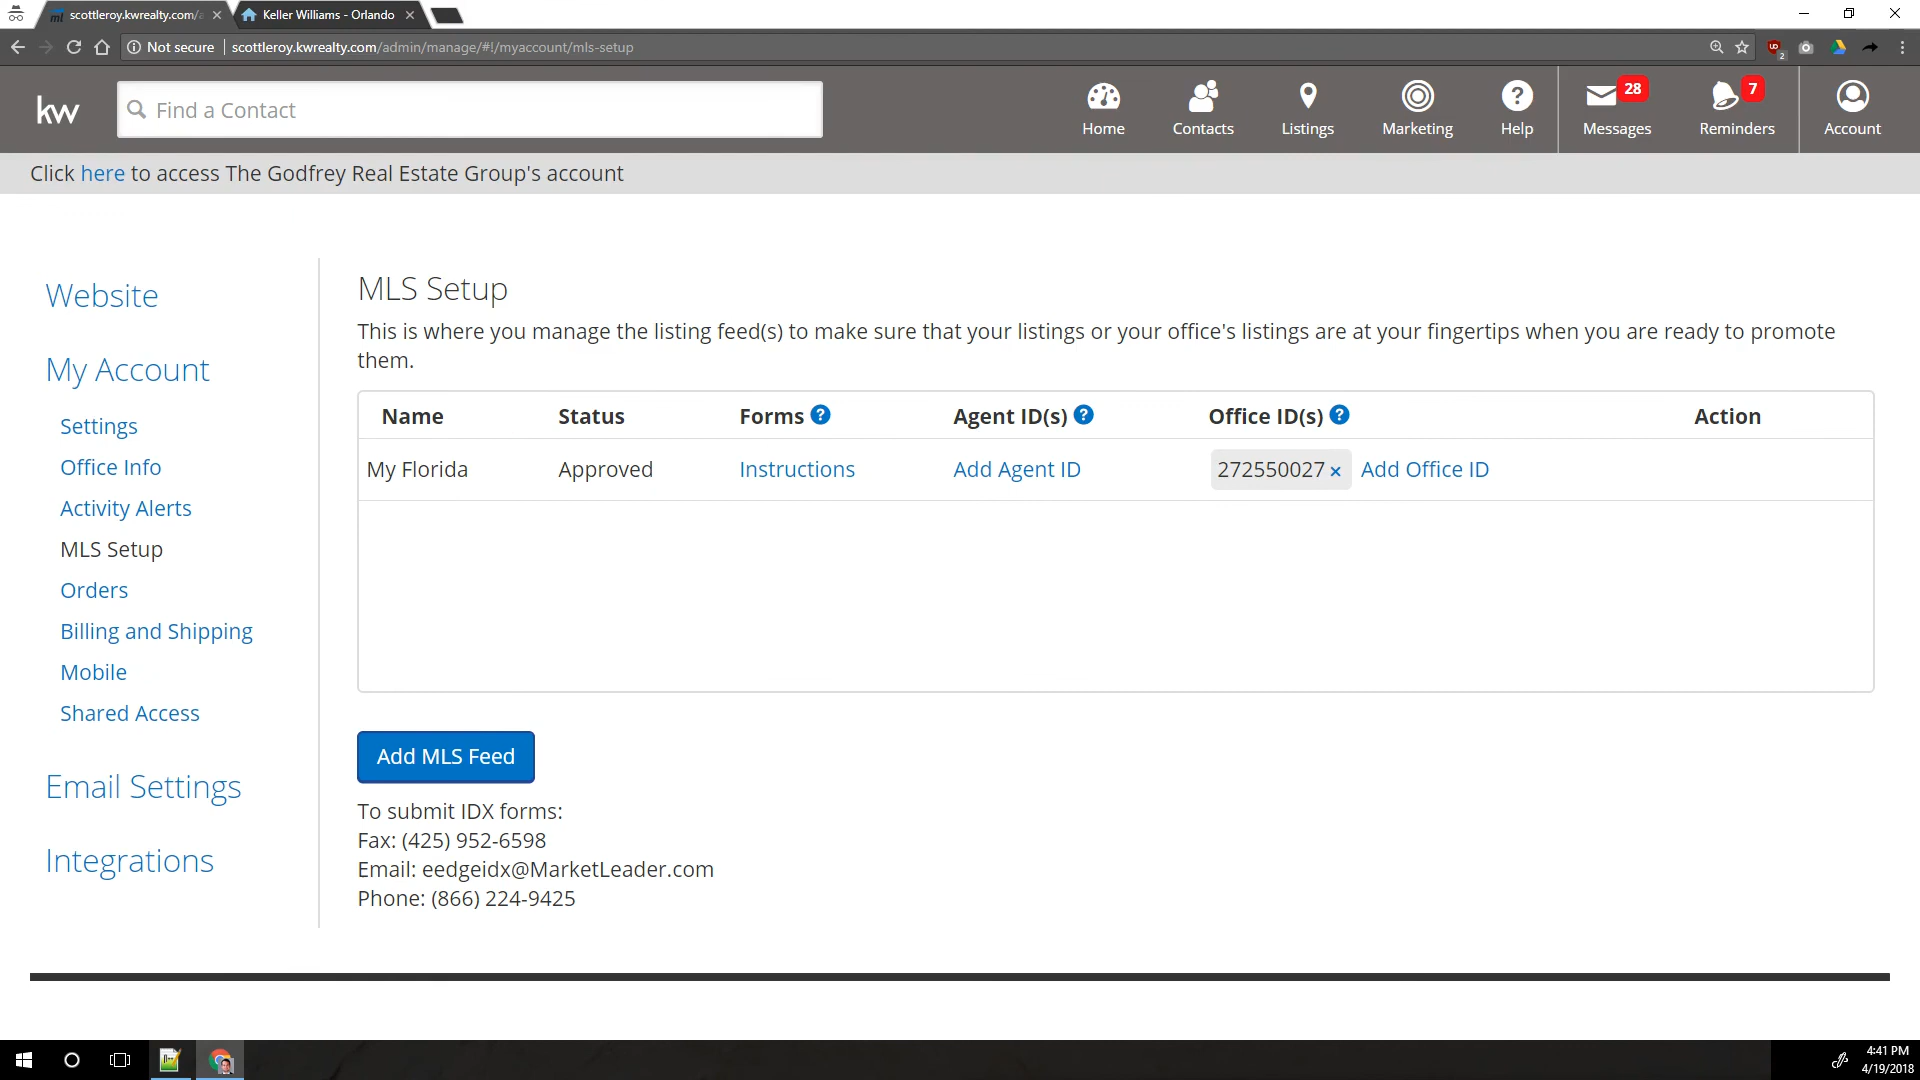 scottleroy.kwrealty.com/a
Keller Williams - Orlando
Not secure scottleroy.kwrealty.com/admin/manage/#!/myaccount/mls-setup
2
kw
Find a Contact
Home
Contacts
Listings
Marketing
Help
28
Messages
7
Reminders
Account
Click here to access The Godfrey Real Estate Group's account
Website
My Account
Settings
Office Info
Activity Alerts
MLS Setup
Orders
Billing and Shipping
Mobile
Shared Access
Email Settings
Integrations
MLS Setup
This is where you manage the listing feed(s) to make sure that your listings or your office's listings are at your fingertips when you are ready to promote
them.
Name Status Forms ? Agent ID(s) ? Office ID(s) ? Action
My Florida Approved Instructions Add Agent ID 272550027 × Add Office ID
Add MLS Feed
To submit IDX forms:
Fax: (425) 952-6598
Email: eedgeidx@MarketLeader.com
Phone: (866) 224-9425
4:41 PM
4/19/2018